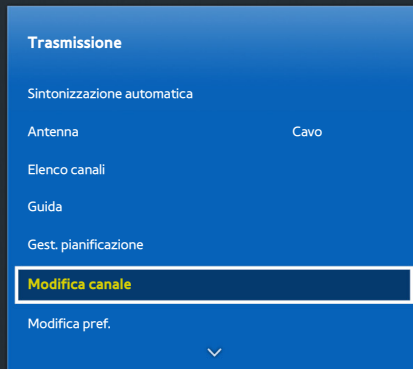 Trasmissione
Sintonizzazione automatica
Antenna Cavo
Elenco canali
Guida
Gest. pianificazione
Modifica canale
Modifica pref.